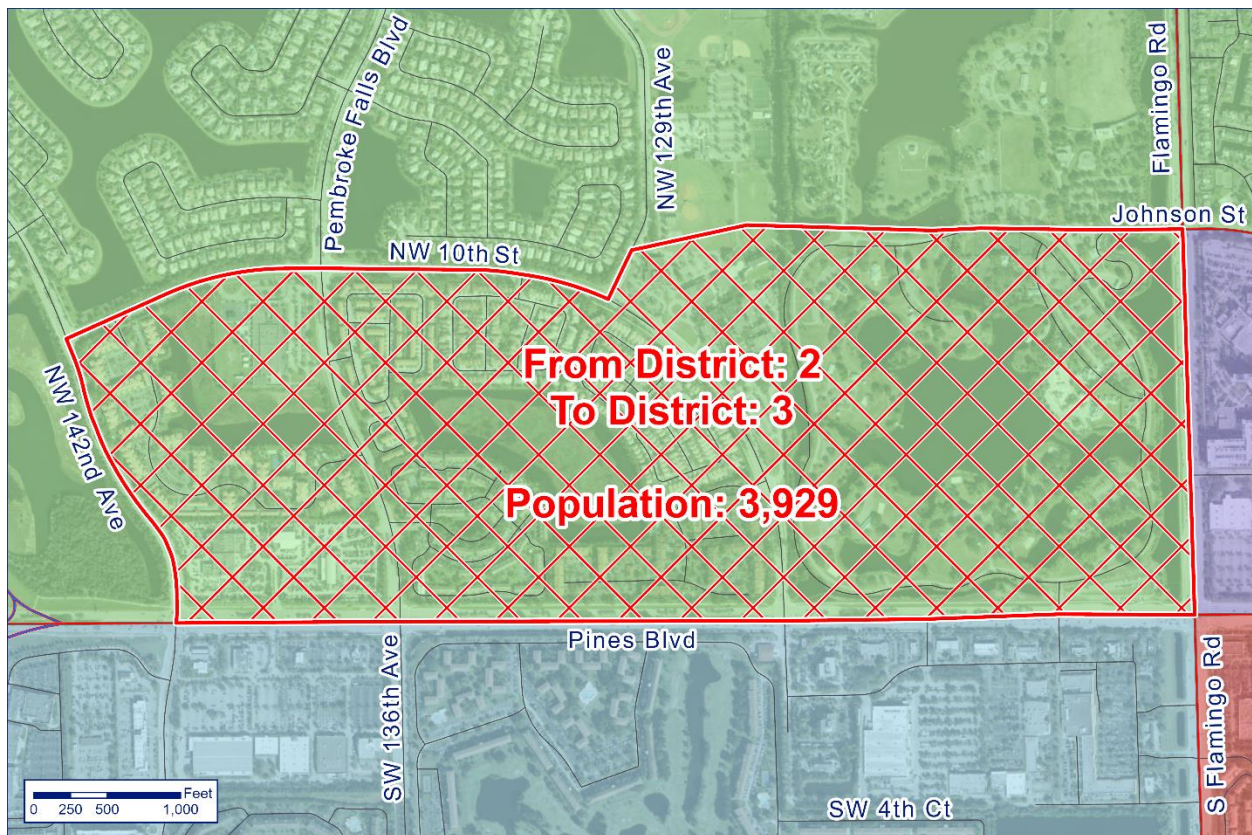 Pembroke Falls Blvd
NW 129th Ave
Flamingo Rd
Johnson St
NW 10th St
From District: 2
To District: 3
Population: 3,929
NW 142nd Ave
Pines Blvd
SW 136th Ave
S Flamingo Rd
SW 4th Ct
Feet
0 250 500 1,000